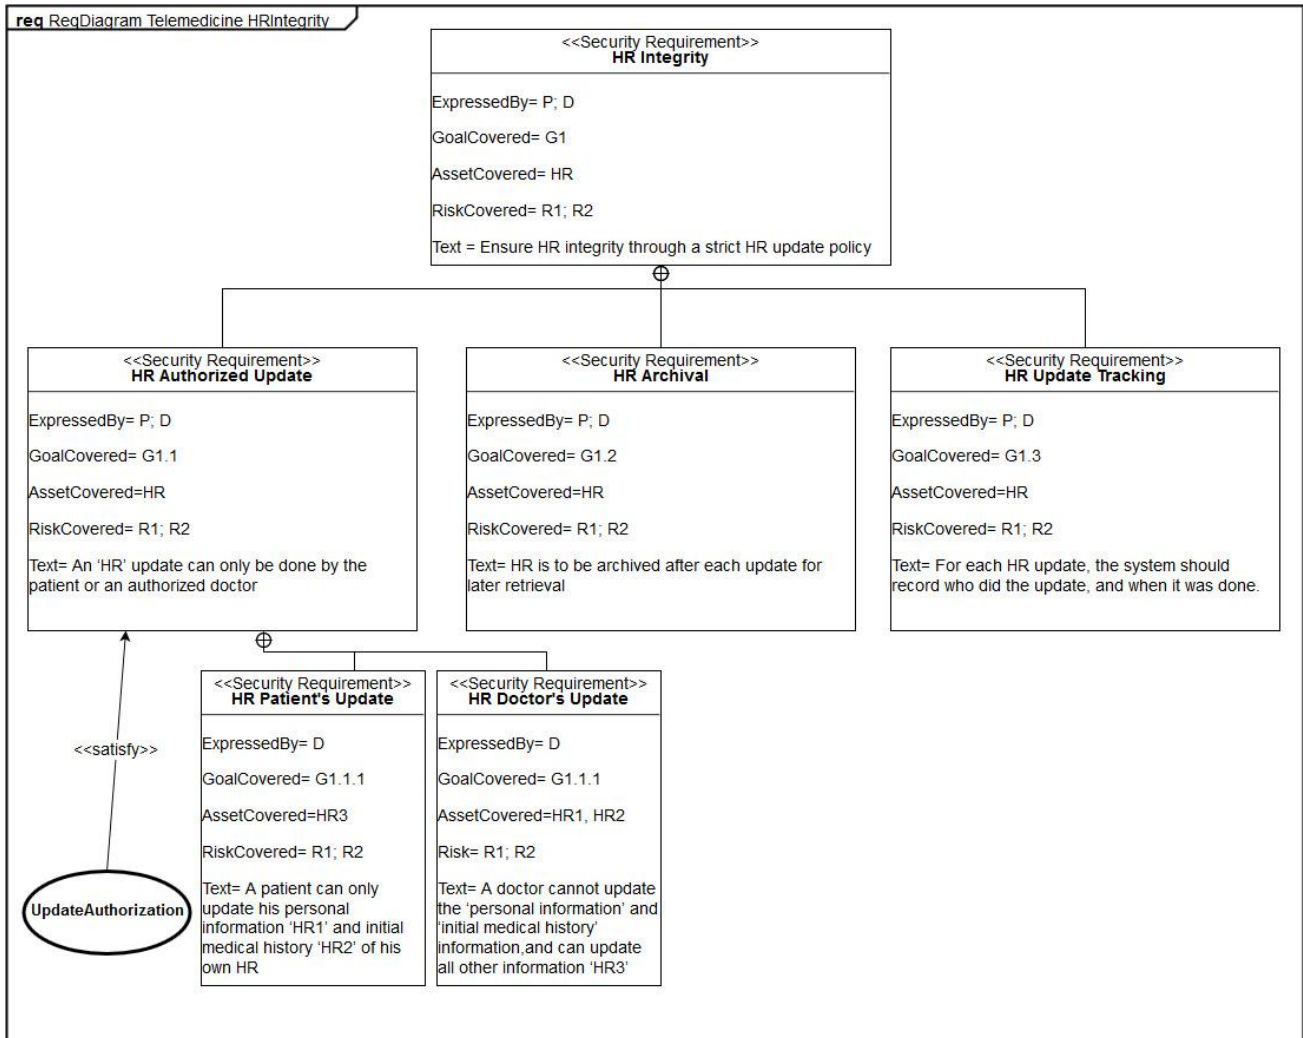 req ReqDiagram Telemedicine HRIntegrity
<<Security Requirement>>
HR Integrity
ExpressedBy= P; D
GoalCovered= G1
AssetCovered= HR
RiskCovered= R1; R2
Text = Ensure HR integrity through a strict HR update policy
<<Security Requirement>>
HR Authorized Update
ExpressedBy= P; D
GoalCovered= G1.1
AssetCovered=HR
RiskCovered= R1; R2
Text= An ‘HR’ update can only be done by the
patient or an authorized doctor
<<Security Requirement>>
HR Archival
ExpressedBy= P; D
GoalCovered= G1.2
AssetCovered=HR
RiskCovered= R1; R2
Text= HR is to be archived after each update for
later retrieval
<<Security Requirement>>
HR Update Tracking
ExpressedBy= P; D
GoalCovered= G1.3
AssetCovered=HR
RiskCovered= R1; R2
Text= For each HR update, the system should
record who did the update, and when it was done.
<<satisfy>>
UpdateAuthorization
<<Security Requirement>>
HR Patient's Update
ExpressedBy= D
GoalCovered= G1.1.1
AssetCovered=HR3
RiskCovered= R1; R2
Text= A patient can only
update his personal
information ‘HR1’ and initial
medical history ‘HR2’ of his
own HR
<<Security Requirement>>
HR Doctor's Update
ExpressedBy= D
GoalCovered= G1.1.1
AssetCovered=HR1, HR2
Risk= R1; R2
Text= A doctor cannot update
the ‘personal information’ and
‘initial medical history’
information,and can update
all other information ‘HR3’